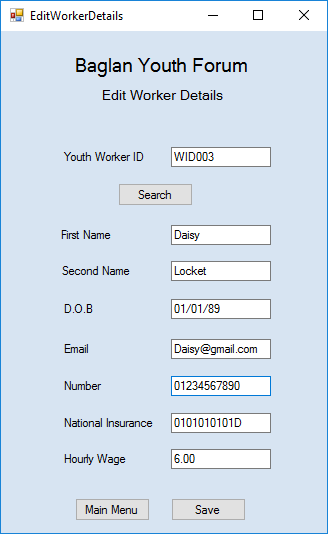 EditWorkerDetails
Baglan Youth Forum
Edit Worker Details
Youth Worker ID WID003
Search
First Name Daisy
Second Name Locket
D.O.B 01/01/89
Email Daisy@gmail.com
Number 01234567890
National Insurance 0101010101D
Hourly Wage 6.00
Main Menu Save